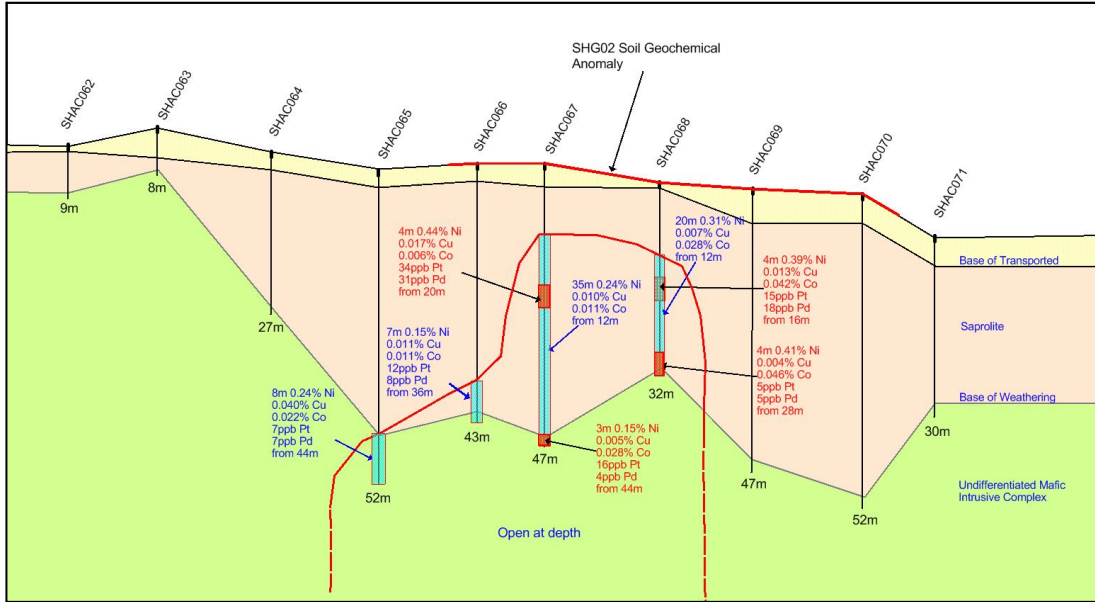 SHG02 Soil Geochemical
Anomaly
SHAC062
SHAC063
SHAC064
SHAC065
SHAC066
SHAC067
SHAC068
SHAC069
SHAC070
SHAC071
9m
8m
27m
52m
43m
47m
32m
47m
52m
30m
8m 0.24% Ni
0.040% Cu
0.022% Co
7ppb Pt
7ppb Pd
from 44m
7m 0.15% Ni
0.011% Cu
0.011% Co
12ppb Pt
8ppb Pd
from 36m
4m 0.44% Ni
0.017% Cu
0.006% Co
34ppb Pt
31ppb Pd
from 20m
35m 0.24% Ni
0.010% Cu
0.011% Co
from 12m
3m 0.15% Ni
0.005% Cu
0.028% Co
16ppb Pt
4ppb Pd
from 44m
20m 0.31% Ni
0.007% Cu
0.028% Co
from 12m
4m 0.39% Ni
0.013% Cu
0.042% Co
15ppb Pt
18ppb Pd
from 16m
4m 0.41% Ni
0.004% Cu
0.046% Co
5ppb Pt
5ppb Pd
from 28m
Base of Transported
Saprolite
Base of Weathering
Undifferentiated Mafic
Intrusive Complex
Open at depth